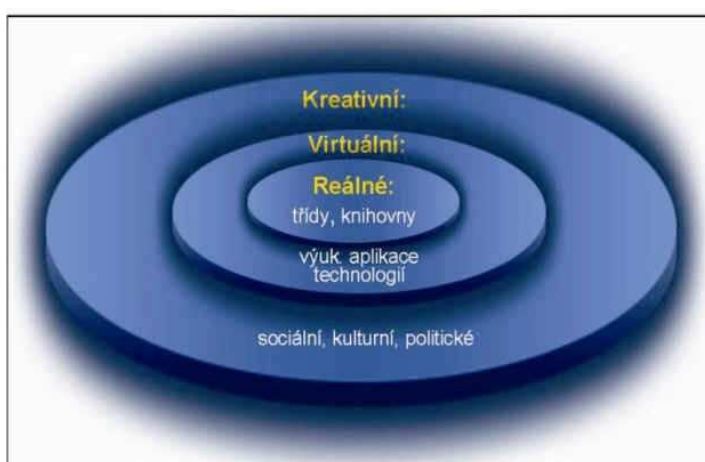 Kreativní:
Virtuální:
Reálné:
třídy, knihovny
výuk. aplikace
technologií
sociální, kulturní, politické